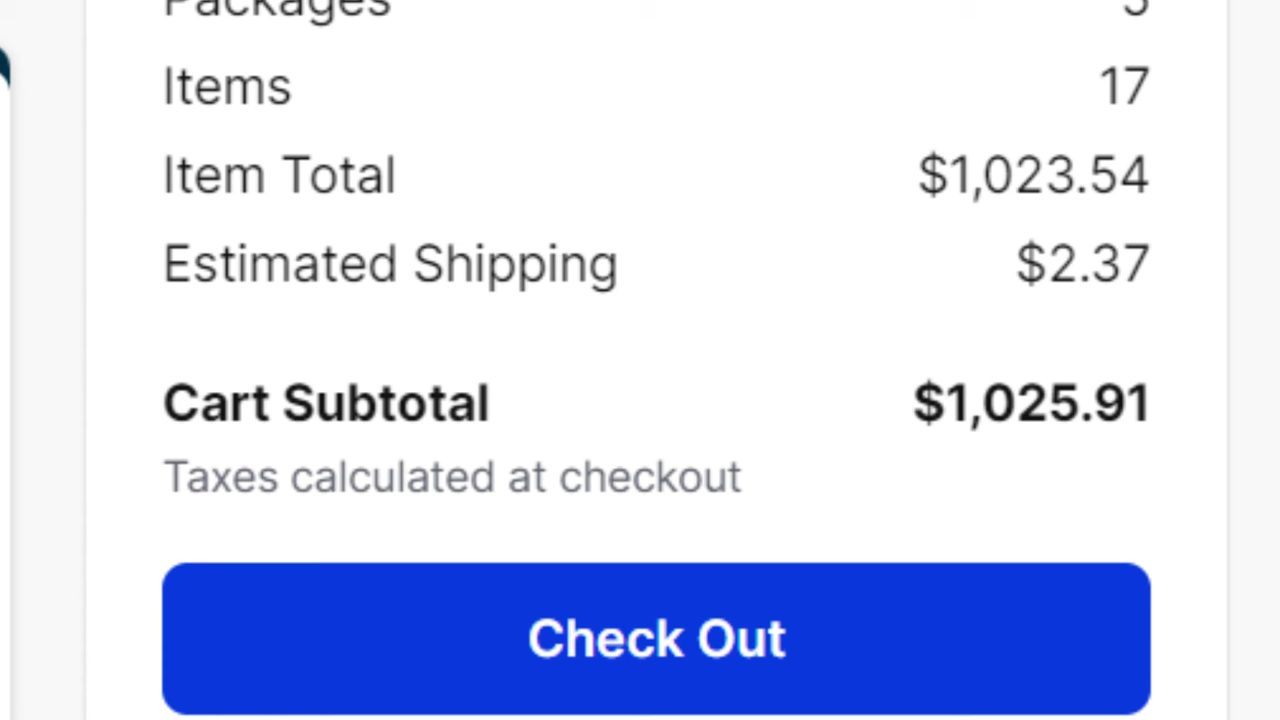 Packages
Items 17
Item Total $1,023.54
Estimated Shipping $2.37
Cart Subtotal $1,025.91
Taxes calculated at checkout
Check Out